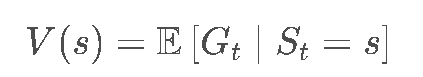 V(s) = 𝔼 [G_t | S_t = s]